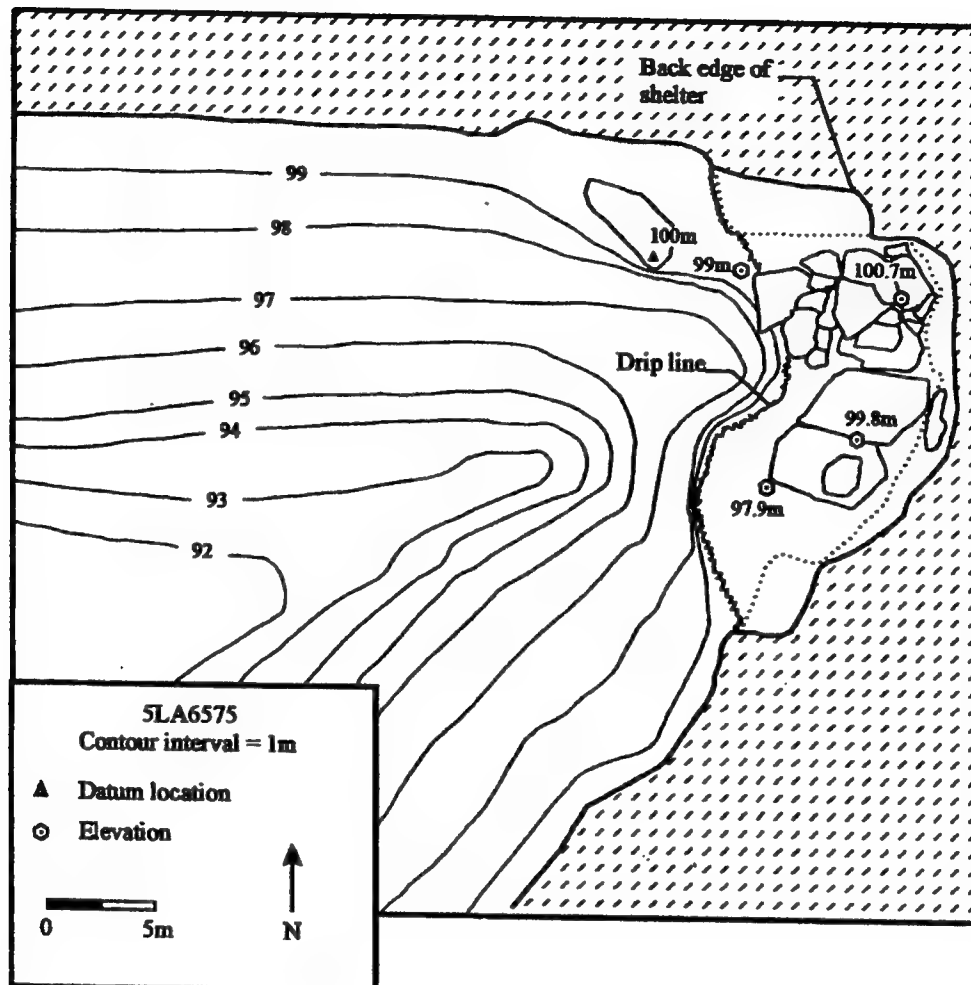 Back edge of
shelter
99
100m
98
99m
100.7m
97
96
Drip line
95
99.8m
94
93
97.9m
92
5LA6575
Contour interval = 1m
Datum location
Elevation
0
5m
N